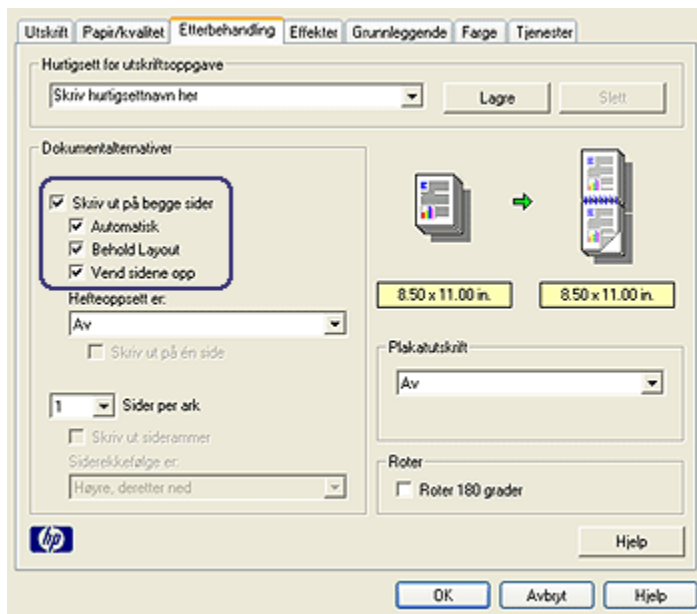 Utskrift Papir/kvalitet Etterbehandling Effekter Grunnleggende Farge Tjenester
Hurtigsett for utskriftsoppgave
Skriv hurtigsettnavn her
Lagre
Slett
Dokumentalternativer
Skriv ut på begge sider
Automatisk
Behold Layout
Vend sidene opp
Hefteoppsett er:
Av
Skriv ut på én side
1 Sider per ark
Skriv ut siderammer
Siderekkefølge er:
Høyre, deretter ned
8.50 x 11.00 in.
8.50 x 11.00 in.
Plakatutskrift
Av
Roter
Roter 180 grader
hp
Hjelp
OK
Avbryt
Hjelp